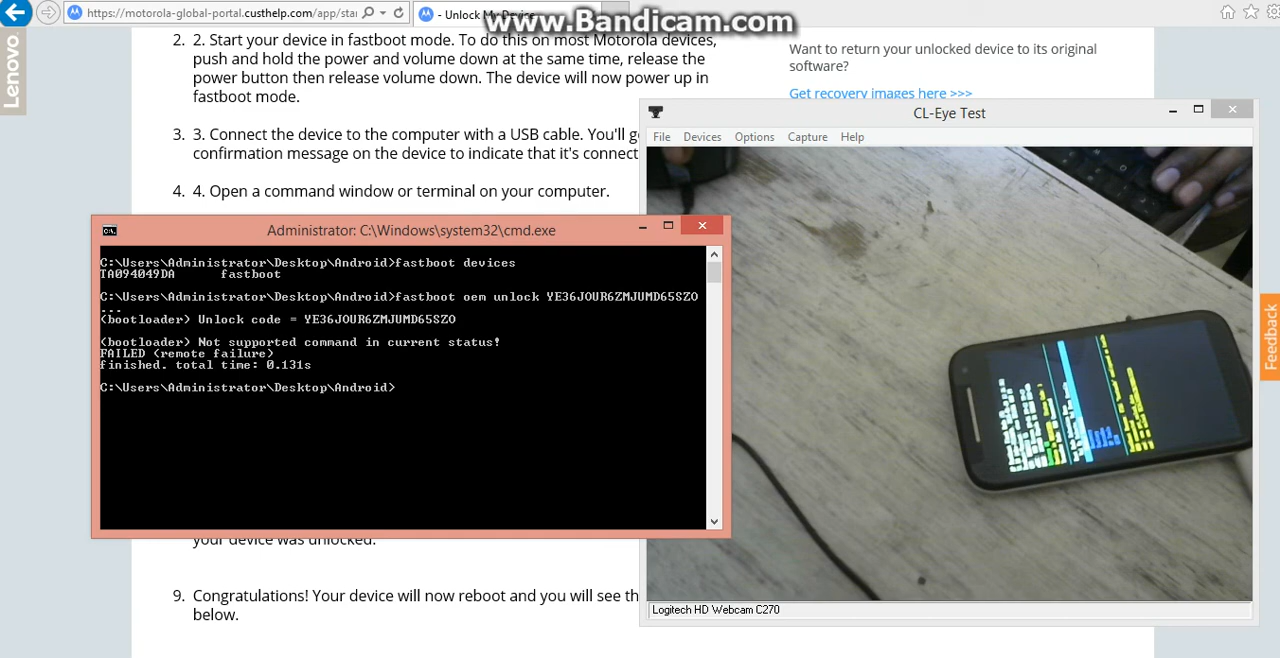 https://motorola-global-portal.custhelp.com/app/sta
- Unlock My Device
www.Bandicam.com
Lenovo
2. 2. Start your device in fastboot mode. To do this on most Motorola devices,
push and hold the power and volume down at the same time, release the
power button then release volume down. The device will now power up in
fastboot mode.
Want to return your unlocked device to its original
software?
Get recovery images here >>>
3. 3. Connect the device to the computer with a USB cable. You'll g
confirmation message on the device to indicate that it's connect
4. 4. Open a command window or terminal on your computer.
CL-Eye Test
File Devices Options Capture Help
Administrator: C:\Windows\system32\cmd.exe
C:\Users\Administrator\Desktop\Android>fastboot devices
TA094049DA fastboot
C:\Users\Administrator\Desktop\Android>fastboot oem unlock YE36JOUR6ZMJUMD65SZO
...
(bootloader) Unlock code = YE36JOUR6ZMJUMD65SZO
(bootloader) Not supported command in current status!
FAILED (remote failure)
finished. total time: 0.131s
C:\Users\Administrator\Desktop\Android>
your device was unlocked.
9. Congratulations! Your device will now reboot and you will see th
below.
Logitech HD Webcam C270
Feedback